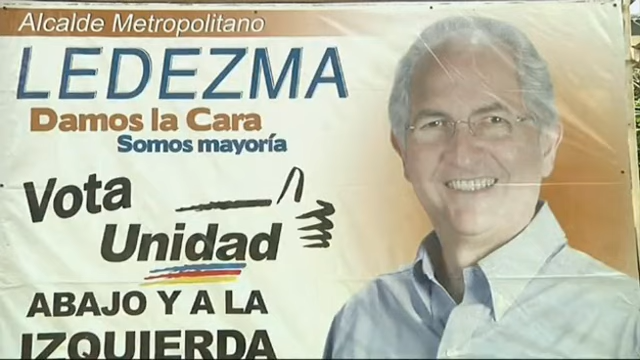 Alcalde Metropolitano
LEDEZMA
Damos la Cara
Somos mayoría
Vota
Unidad
ABAJO Y A LA
IZQUIERDA